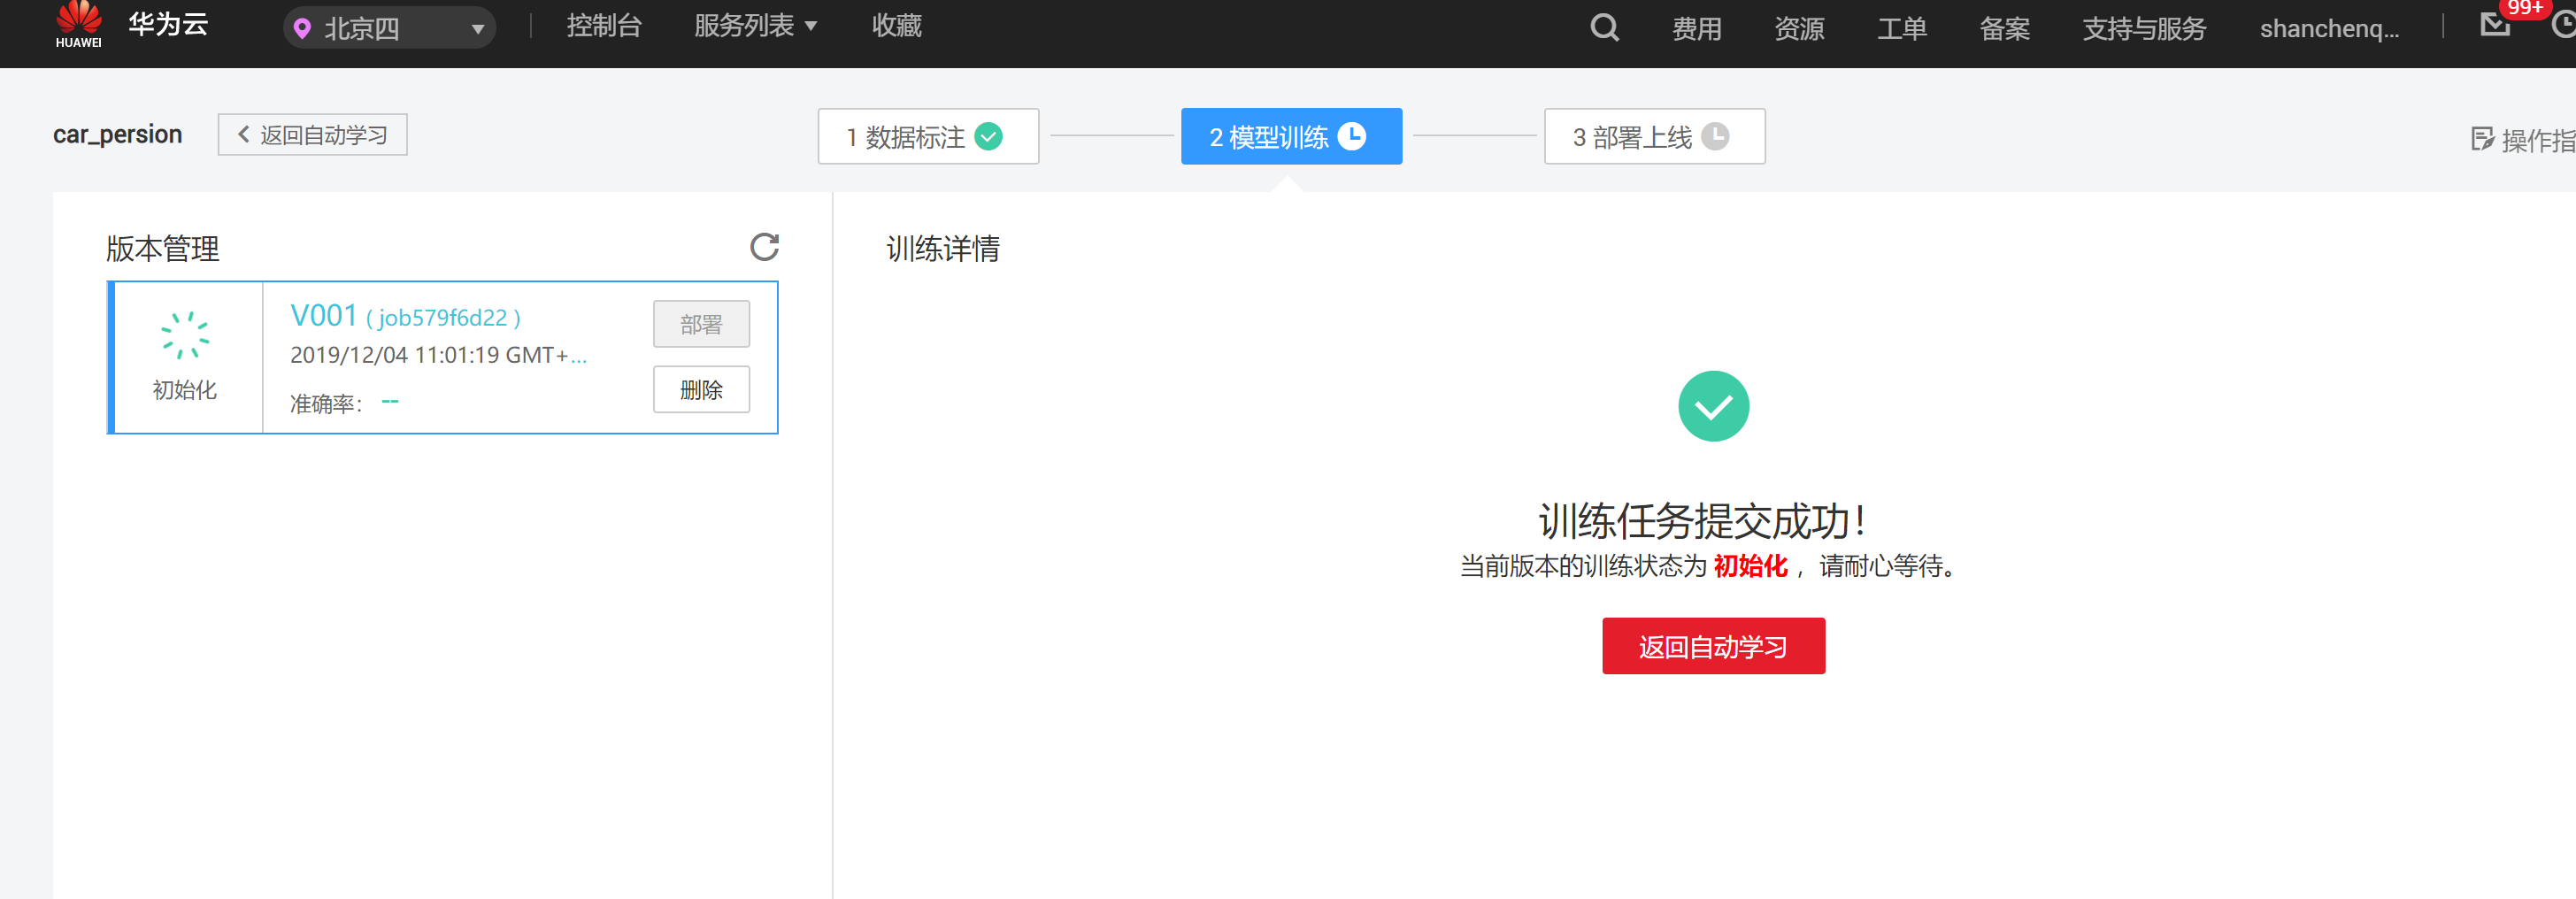 HUAWEI
华为云
北京四
控制台
服务列表
收藏
费用
资源
工单
备案
支持与服务
shanchenq...
99+
car_persion
返回自动学习
1 数据标注
2 模型训练
3 部署上线
操作指
版本管理
训练详情
初始化
V001 ( job579f6d22 )
2019/12/04 11:01:19 GMT+...
准确率： --
部署
删除
训练任务提交成功！
当前版本的训练状态为 初始化 ，请耐心等待。
返回自动学习